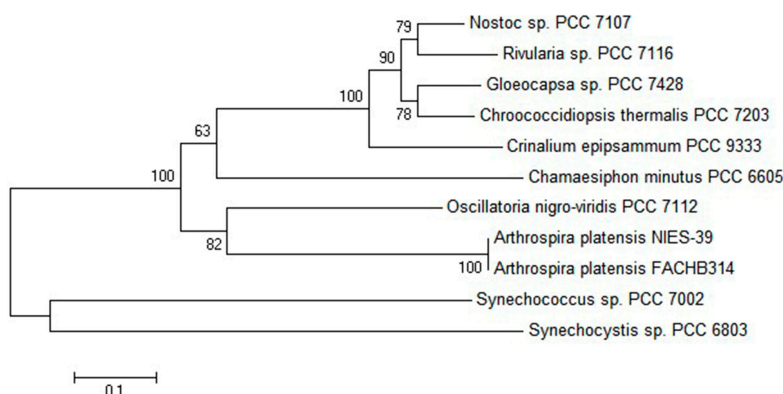 79
Nostoc sp. PCC 7107
Rivularia sp. PCC 7116
90
Gloeocapsa sp. PCC 7428
100
78
Chroococcidiopsis thermalis PCC 7203
63
Crinalium epipsammum PCC 9333
100
Chamaesiphon minutus PCC 6605
Oscillatoria nigro-viridis PCC 7112
82
Arthrospira platensis NIES-39
100
Arthrospira platensis FACHB314
Synechococcus sp. PCC 7002
Synechocystis sp. PCC 6803
0.1